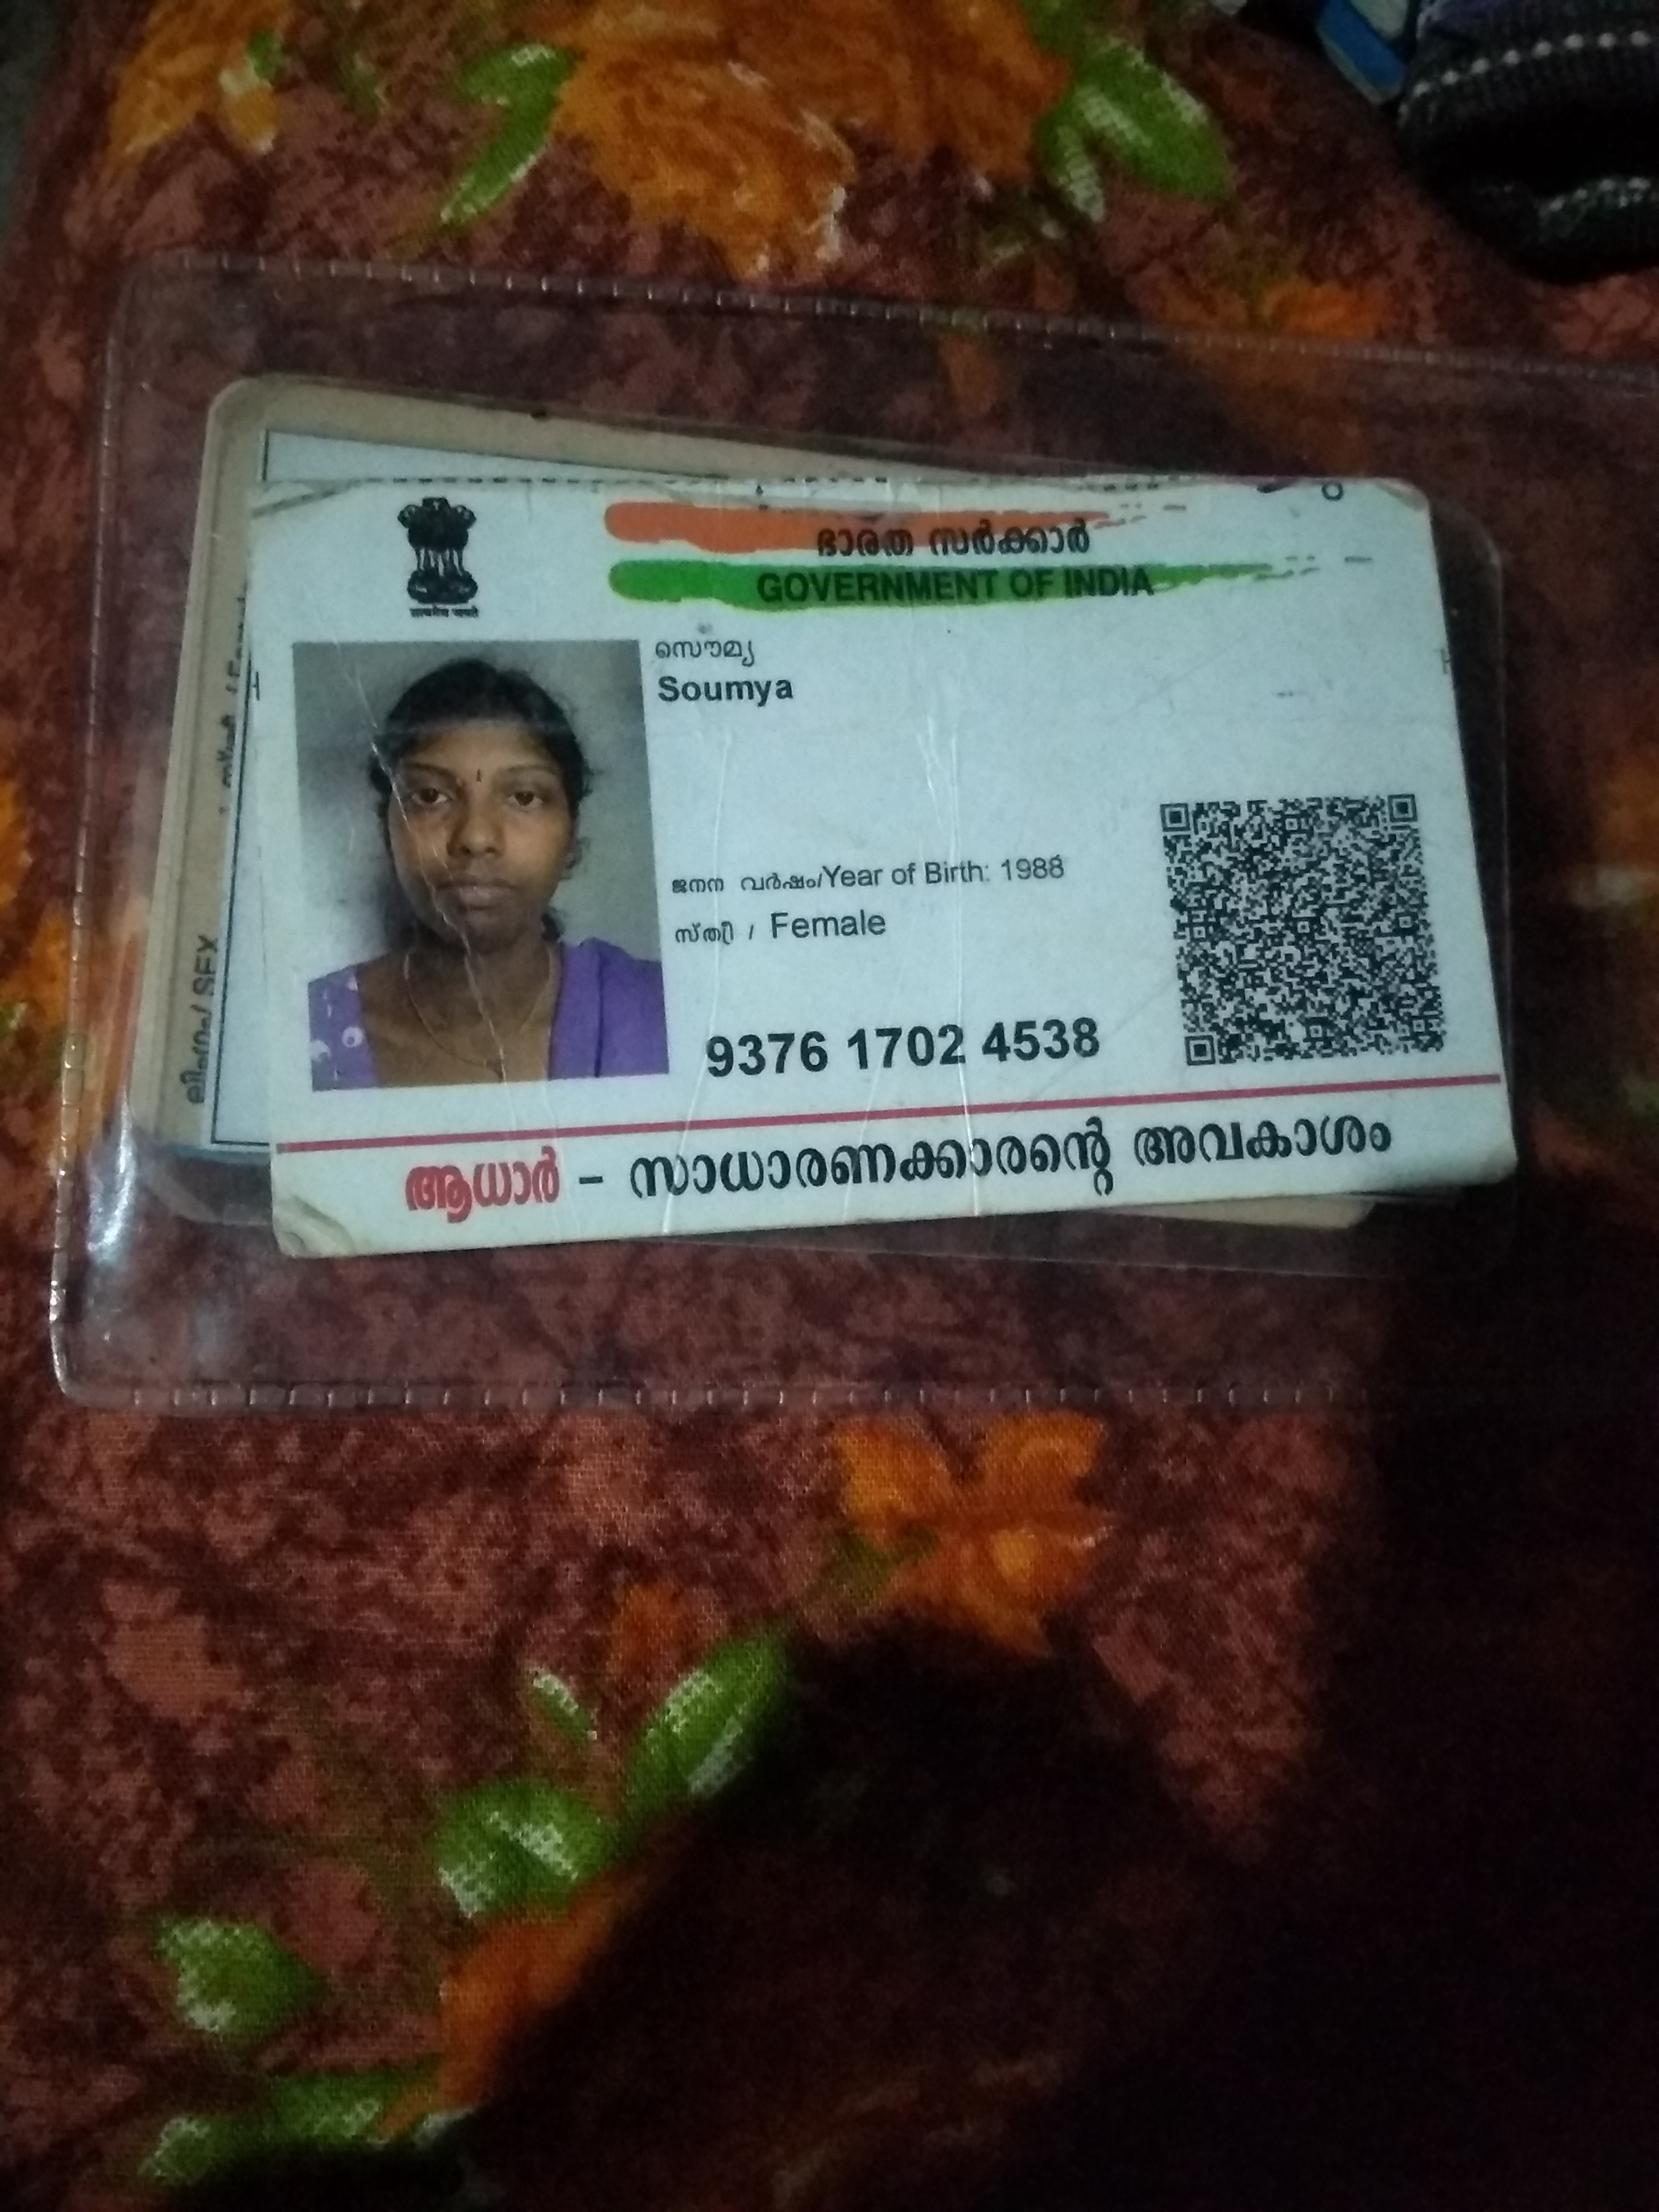 ഭാരത സർക്കാർ
GOVERNMENT OF INDIA
സൌമ്യ
Soumya
ജനന വർഷം/Year of Birth: 1988
സ്ത്രീ / Female
9376 1702 4538
ആധാർ – സാധാരണക്കാരന്റെ അവകാശം
ലിംഗം/ SEX